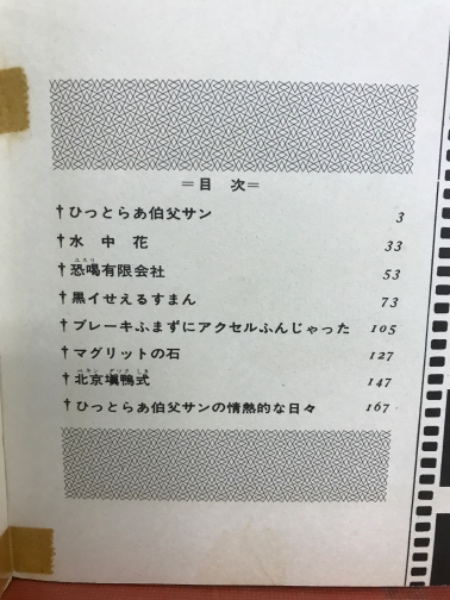 ＝目　次＝
†ひっとらあ伯父サン 3
†水　中　花 33
†恐喝有限会社 53
†黒イせえるすまん 73
†ブレーキふまずにアクセルふんじゃった 105
†マグリットの石 127
†北京填鴨式 147
†ひっとらあ伯父サンの情熱的な日々 167